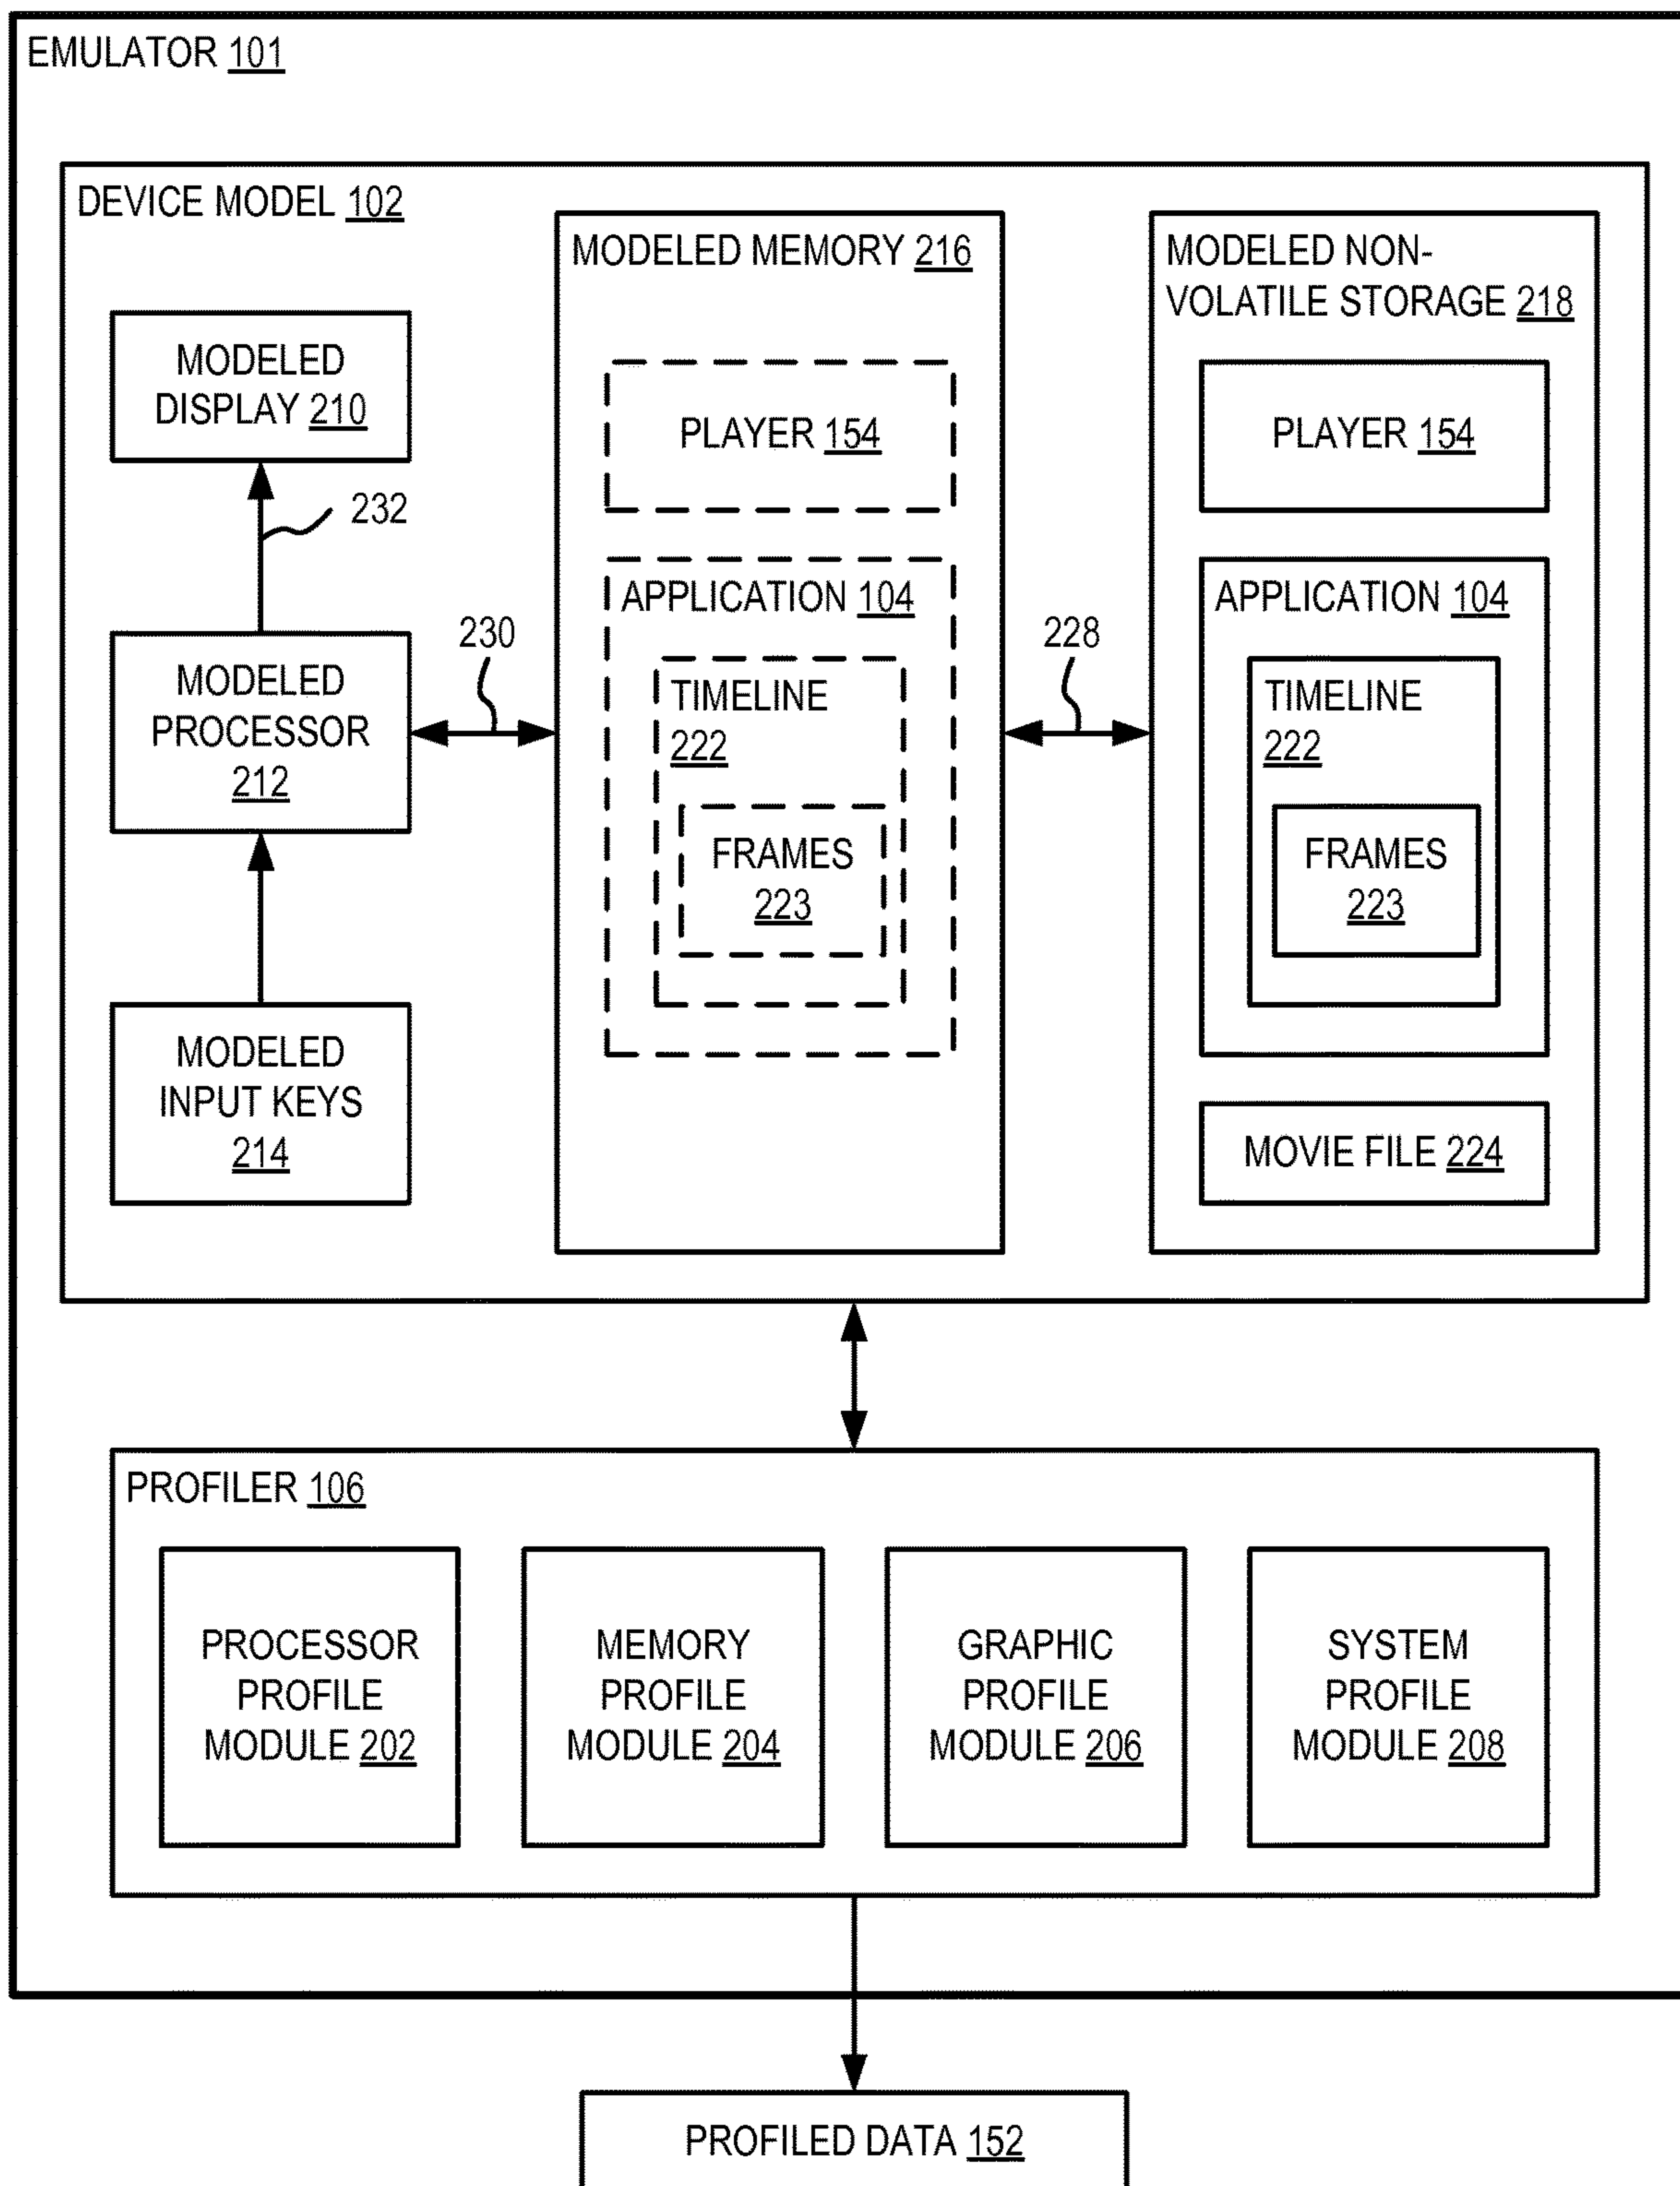 EMULATOR 101
DEVICE MODEL 102
MODELED
DISPLAY 210
232
MODELED
PROCESSOR
212
MODELED
INPUT KEYS
214
230
MODELED MEMORY 216
PLAYER 154
APPLICATION 104
TIMELINE
222
FRAMES
223
228
MODELED NON-
VOLATILE STORAGE 218
PLAYER 154
APPLICATION 104
TIMELINE
222
FRAMES
223
MOVIE FILE 224
PROFILER 106
PROCESSOR
PROFILE
MODULE 202
MEMORY
PROFILE
MODULE 204
GRAPHIC
PROFILE
MODULE 206
SYSTEM
PROFILE
MODULE 208
PROFILED DATA 152